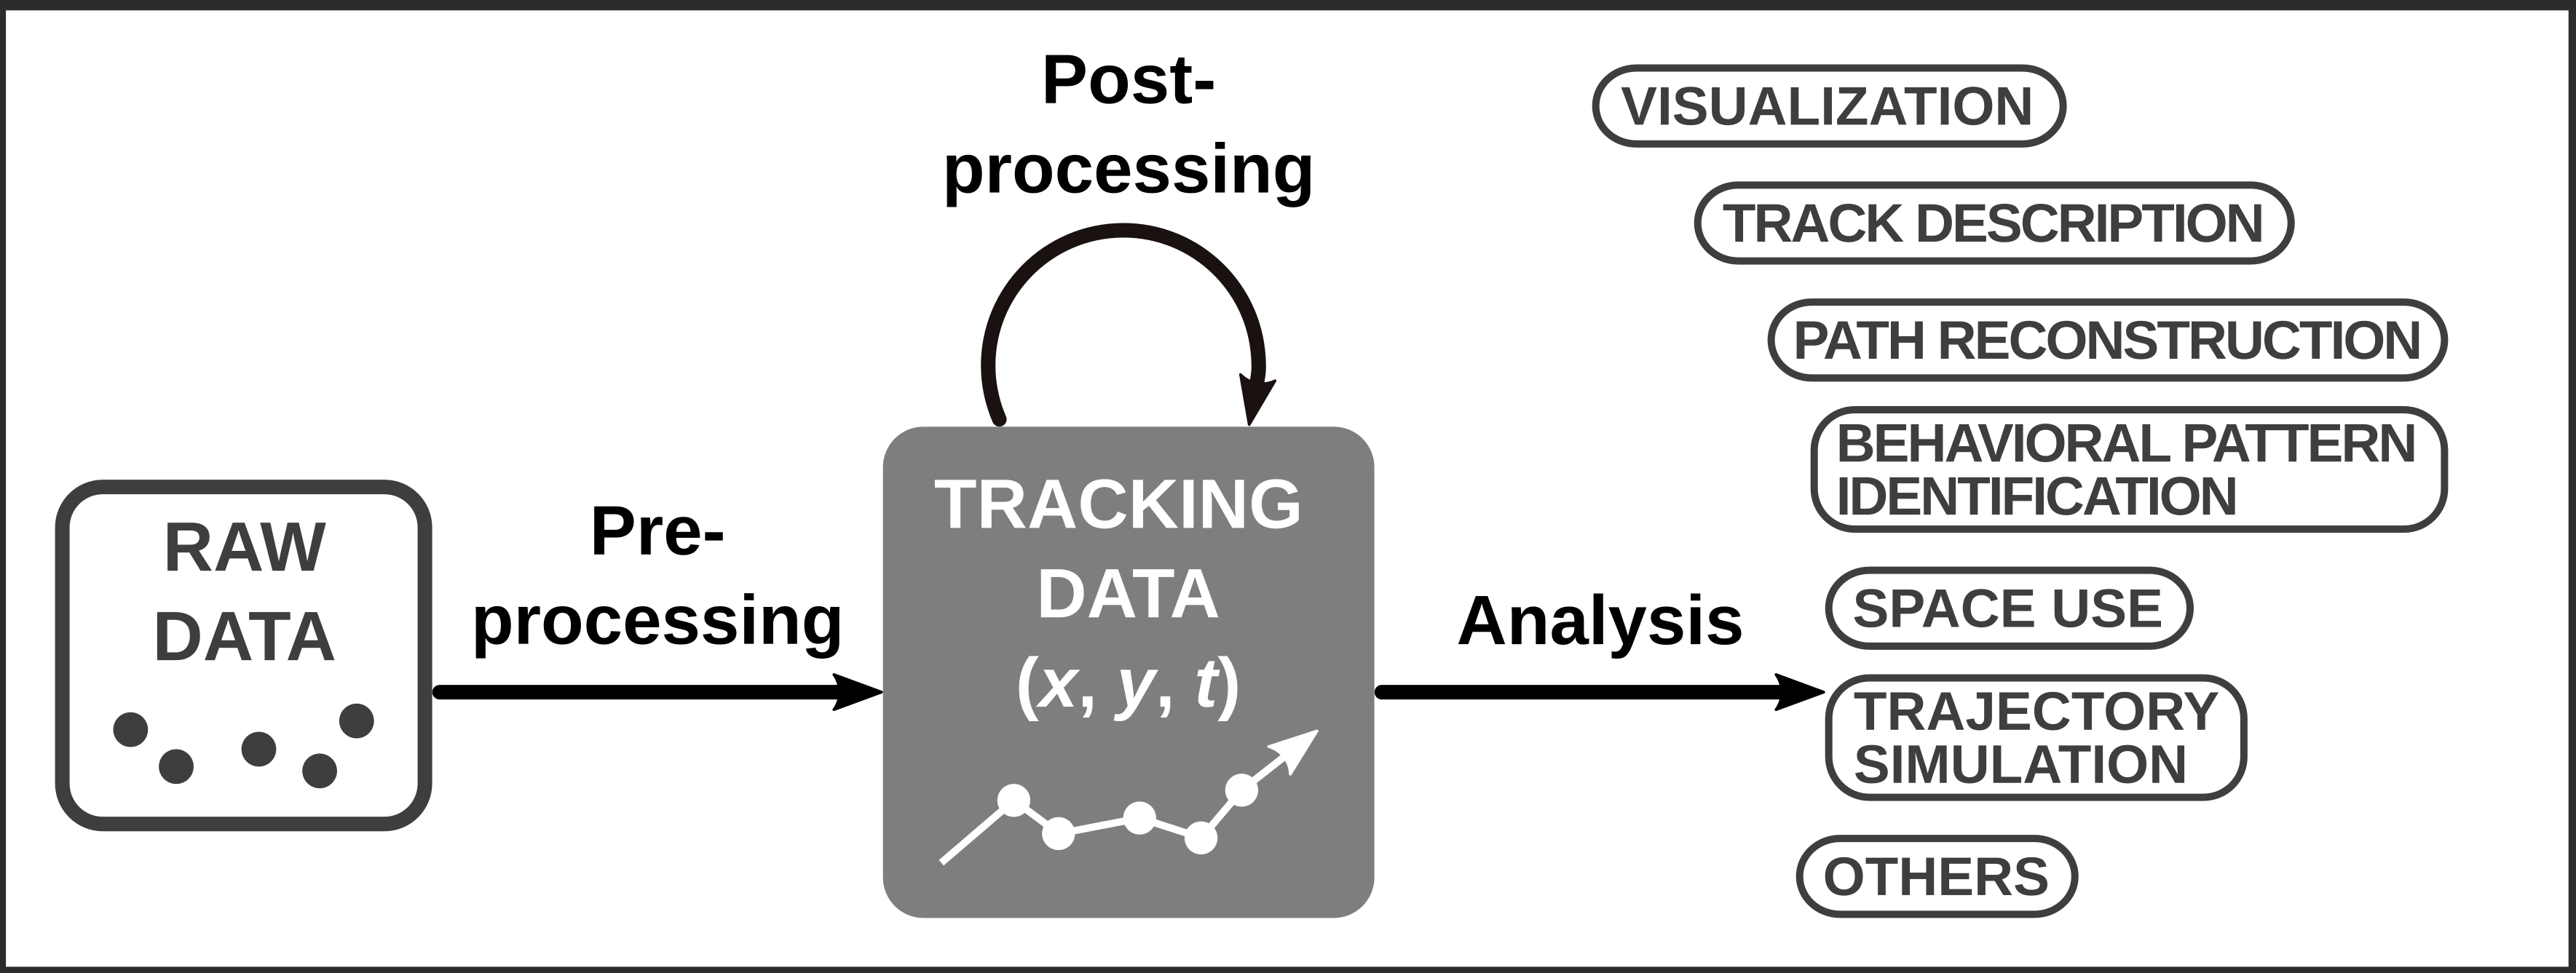 RAW
DATA
Pre-
processing
Post-
processing
TRACKING
DATA
(x, y, t)
Analysis
VISUALIZATION
TRACK DESCRIPTION
PATH RECONSTRUCTION
BEHAVIORAL PATTERN
IDENTIFICATION
SPACE USE
TRAJECTORY
SIMULATION
OTHERS